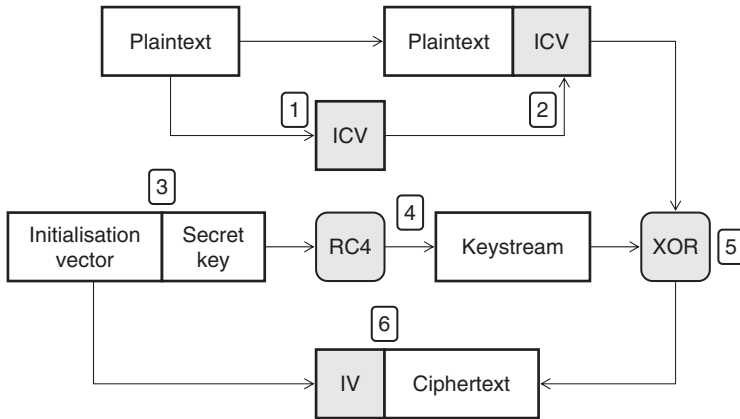 Plaintext
Plaintext
ICV
1
ICV
2
3
Initialisation
vector
Secret
key
RC4
4
Keystream
XOR
5
6
IV
Ciphertext